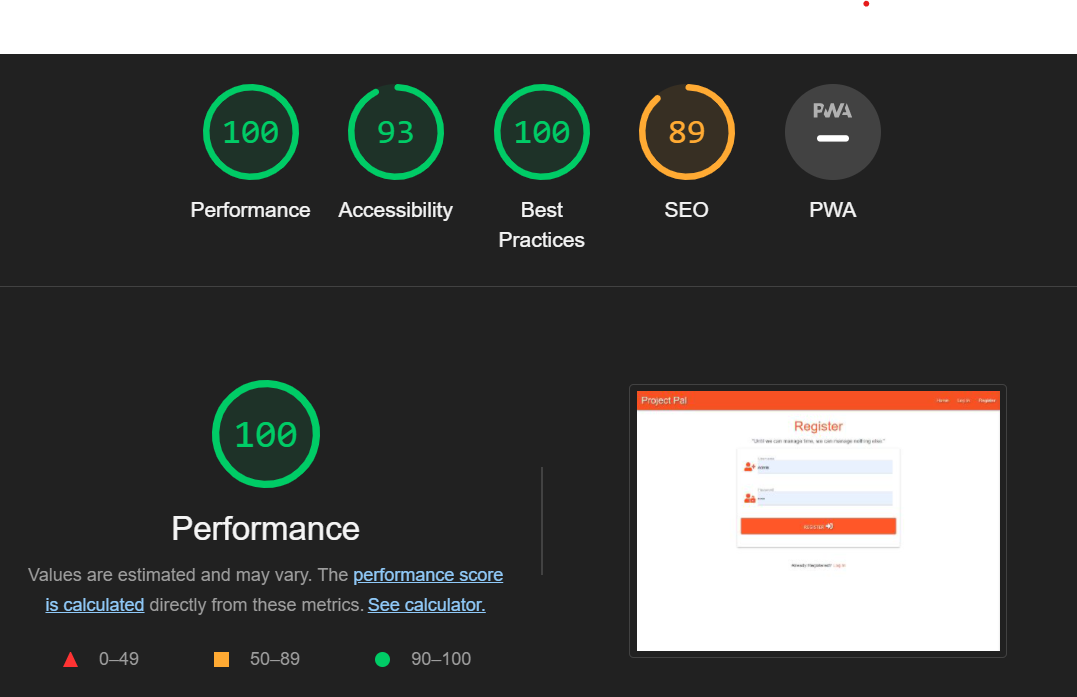 100
93
100
89
PWA
Performance
Accessibility
Best
Practices
SEO
PWA
100
Performance
Values are estimated and may vary. The performance score
is calculated directly from these metrics. See calculator.
0–49
50–89
90–100
Project Pal
Home Log In Register
Register
"Until we can manage time, we can manage nothing else."
REGISTER
Already Registered? Log In